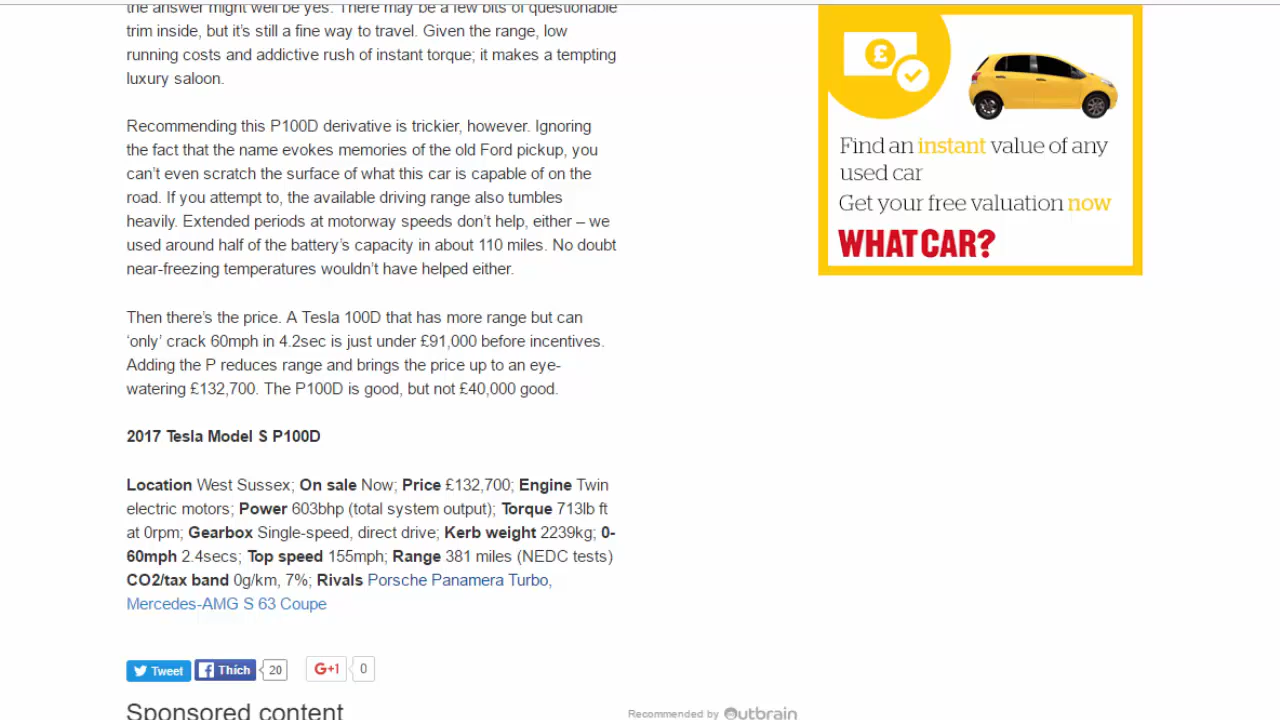 the answer might well be yes. There may be a few bits of questionable
trim inside, but it’s still a fine way to travel. Given the range, low
running costs and addictive rush of instant torque; it makes a tempting
luxury saloon.
Recommending this P100D derivative is trickier, however. Ignoring
the fact that the name evokes memories of the old Ford pickup, you
can’t even scratch the surface of what this car is capable of on the
road. If you attempt to, the available driving range also tumbles
heavily. Extended periods at motorway speeds don’t help, either – we
used around half of the battery’s capacity in about 110 miles. No doubt
near-freezing temperatures wouldn’t have helped either.
Then there’s the price. A Tesla 100D that has more range but can
‘only’ crack 60mph in 4.2sec is just under £91,000 before incentives.
Adding the P reduces range and brings the price up to an eye-
watering £132,700. The P100D is good, but not £40,000 good.
2017 Tesla Model S P100D
Location West Sussex; On sale Now; Price £132,700; Engine Twin
electric motors; Power 603bhp (total system output); Torque 713lb ft
at 0rpm; Gearbox Single-speed, direct drive; Kerb weight 2239kg; 0-
60mph 2.4secs; Top speed 155mph; Range 381 miles (NEDC tests)
CO2/tax band 0g/km, 7%; Rivals Porsche Panamera Turbo,
Mercedes-AMG S 63 Coupe
Tweet Thích 20 G+1 0
Sponsored content
Recommended by Outbrain
£
Find an instant value of any
used car
Get your free valuation now
WHAT CAR?